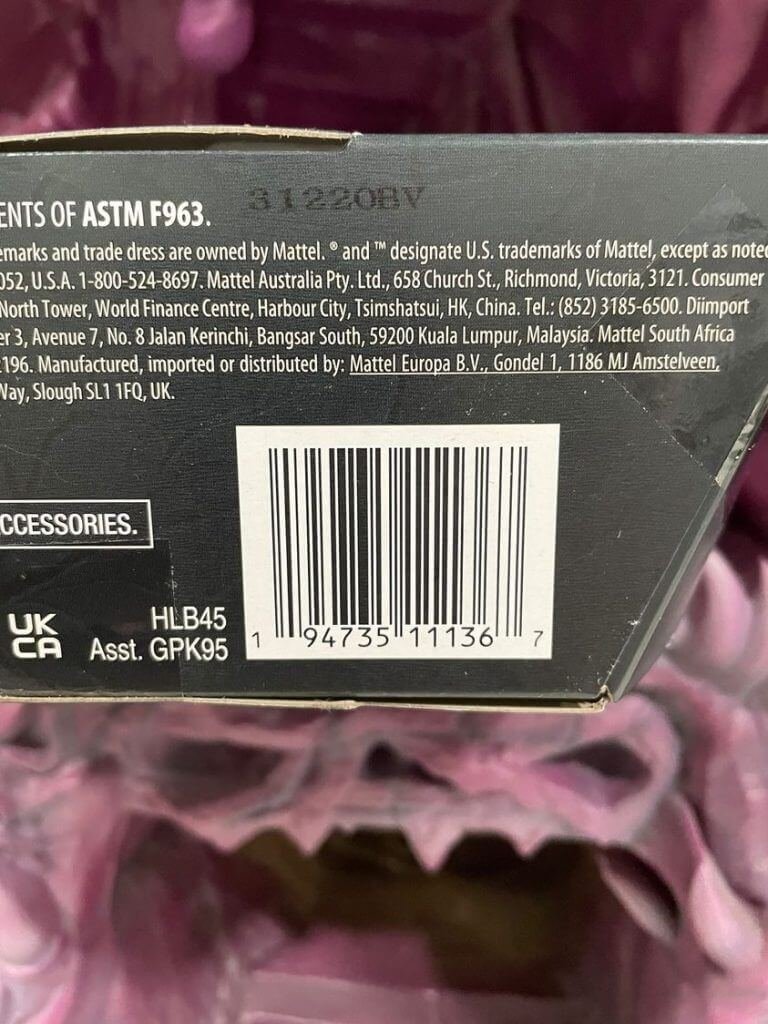 31220BV
ENTS OF ASTM F963.
emarks and trade dress are owned by Mattel. ® and ™ designate U.S. trademarks of Mattel, except as noted
052, U.S.A. 1-800-524-8697. Mattel Australia Pty. Ltd., 658 Church St., Richmond, Victoria, 3121. Consumer
North Tower, World Finance Centre, Harbour City, Tsimshatsui, HK, China. Tel.: (852) 3185-6500. Diimport
er 3, Avenue 7, No. 8 Jalan Kerinchi, Bangsar South, 59200 Kuala Lumpur, Malaysia. Mattel South Africa
196. Manufactured, imported or distributed by: Mattel Europa B.V., Gondel 1, 1186 MJ Amstelveen,
Way, Slough SL1 1FQ, UK.
CCESSORIES.
UK
CA
HLB45
Asst. GPK95
1 94735 11136 7